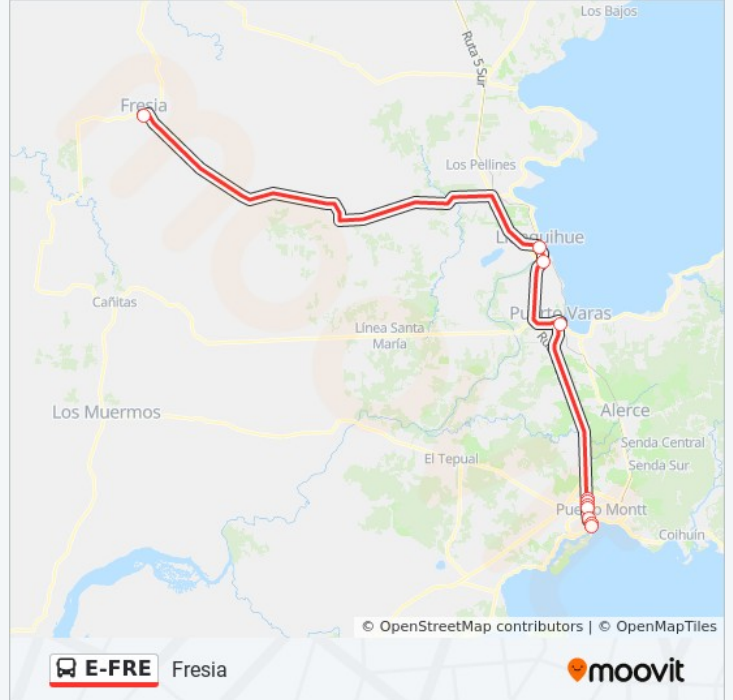 Los Bajos
Ruta 5 Sur
Fresia
Los Pellines
Llanquihue
Cañitas
Puerto Varas
Línea Santa
María
Los Muermos
Alerce
Senda Central
El Tepual
Senda Sur
Puerto Montt
Coihuín
© OpenStreetMap contributors | © OpenMapTiles
E-FRE Fresia
moovit